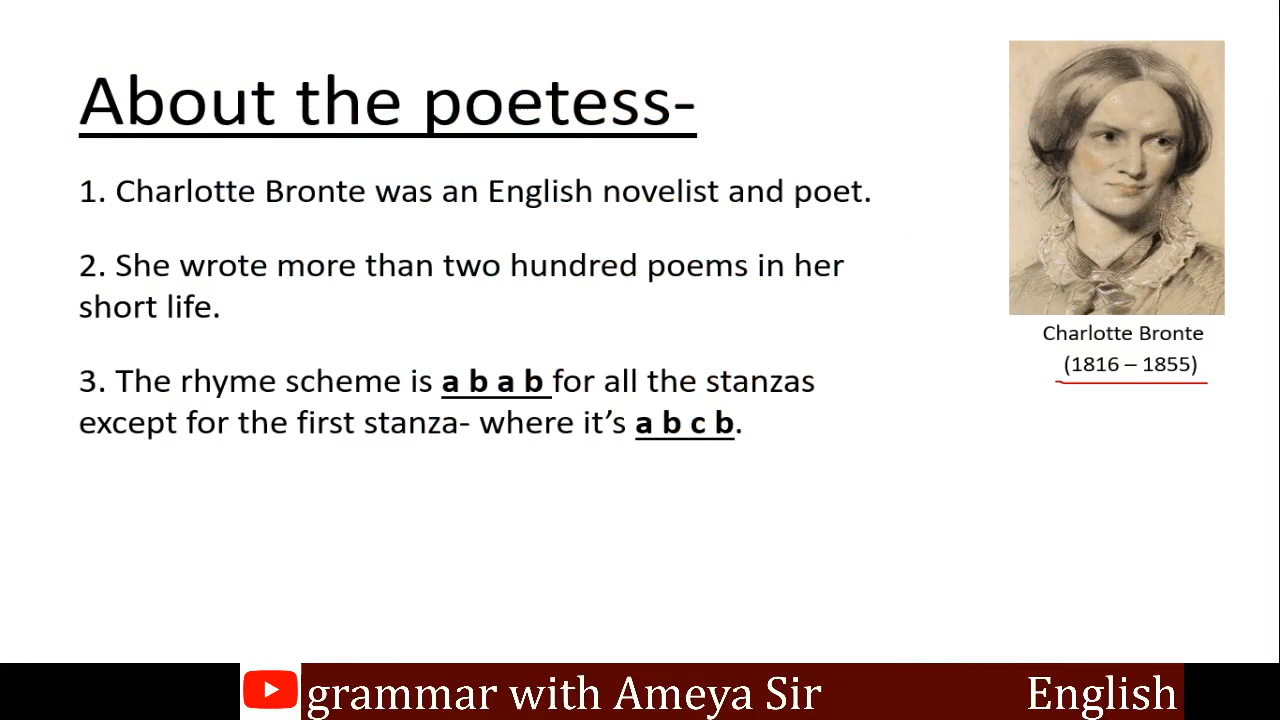 About the poetess-
1. Charlotte Bronte was an English novelist and poet.
2. She wrote more than two hundred poems in her
short life.
3. The rhyme scheme is a b a b for all the stanzas
except for the first stanza- where it’s a b c b.
Charlotte Bronte
(1816 – 1855)
grammar with Ameya Sir
English